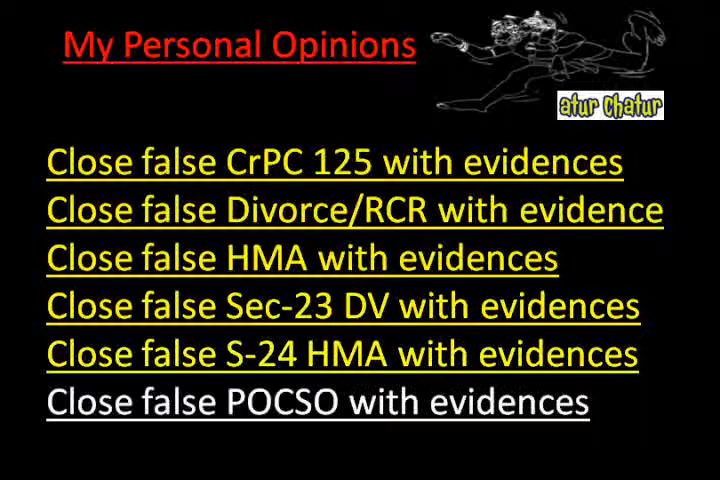 My Personal Opinions
atur Chatur
Close false CrPC 125 with evidences
Close false Divorce/RCR with evidence
Close false HMA with evidences
Close false Sec-23 DV with evidences
Close false S-24 HMA with evidences
Close false POCSO with evidences